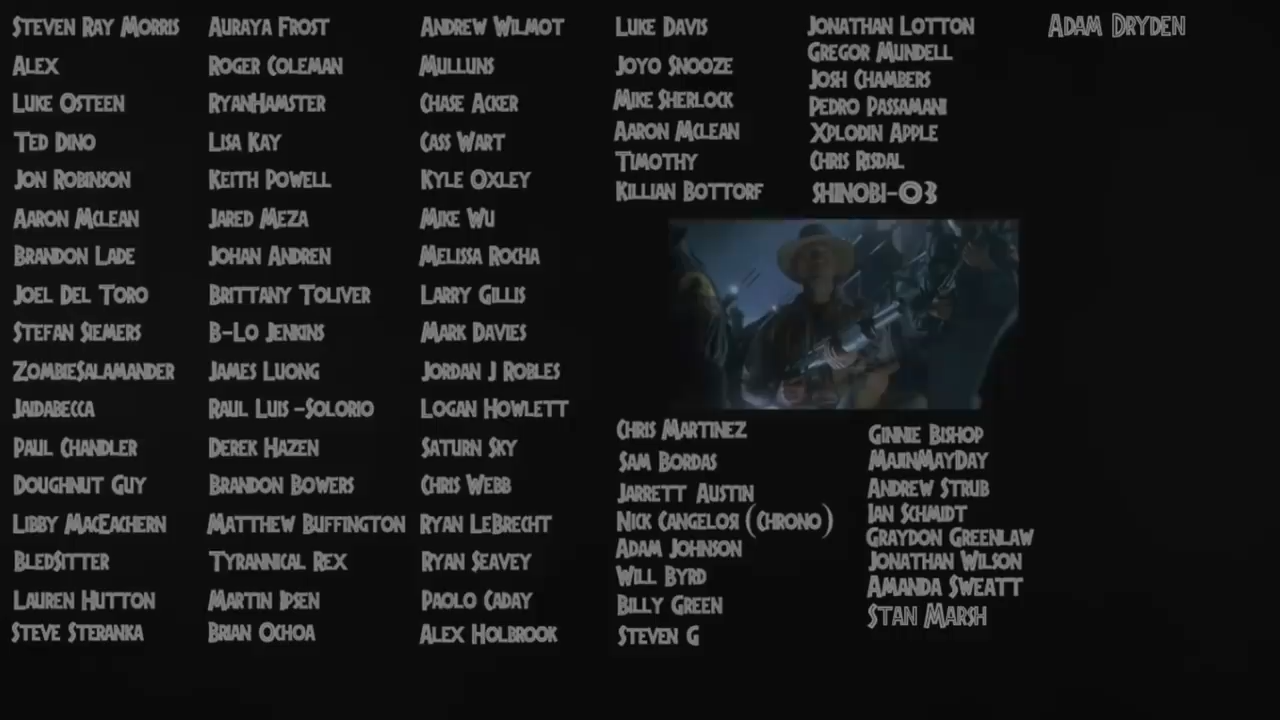 Steven Ray Morris
Alex
Luke Osteen
Ted Dino
Jon Robinson
Aaron McLean
Brandon Lade
Joel Del Toro
Stefan Siemers
ZombieSalamander
Jaidabecca
Paul Chandler
Doughnut Guy
Libby MacEachern
BledSitter
Lauren Hutton
Steve Steranka
Auraya Frost
Roger Coleman
RyanHamster
Lisa Kay
Keith Powell
Jared Meza
Johan Andren
Brittany Toliver
B-Lo Jenkins
James Luong
Raul Luis -Solorio
Derek Hazen
Brandon Bowers
Matthew Buffington
Tyrannical Rex
Martin Ipsen
Brian Ochoa
Andrew Wilmot
Mulluns
Chase Acker
Cass Wart
Kyle Oxley
Mike Wu
Melissa Rocha
Larry Gillis
Mark Davies
Jordan J Robles
Logan Howlett
Saturn Sky
Chris Webb
Ryan LeBrecht
Ryan Seavey
Paolo Caday
Alex Holbrook
Luke Davis
Joyo Snooze
Mike Sherlock
Aaron McLean
Timothy
Killian Bottorf
Chris Martinez
Sam Bordas
Jarrett Austin
Nick Cangelosi (Chrono)
Adam Johnson
Will Byrd
Billy Green
Steven G
Jonathan Lotton
Gregor Mundell
Josh Chambers
Pedro Passamani
Xplodin Apple
Chris Risdal
SHINOBI-03
Ginnie Bishop
MajinMayDay
Andrew Strub
Ian Schmidt
Graydon Greenlaw
Jonathan Wilson
Amanda Sweatt
Stan Marsh
Adam Dryden